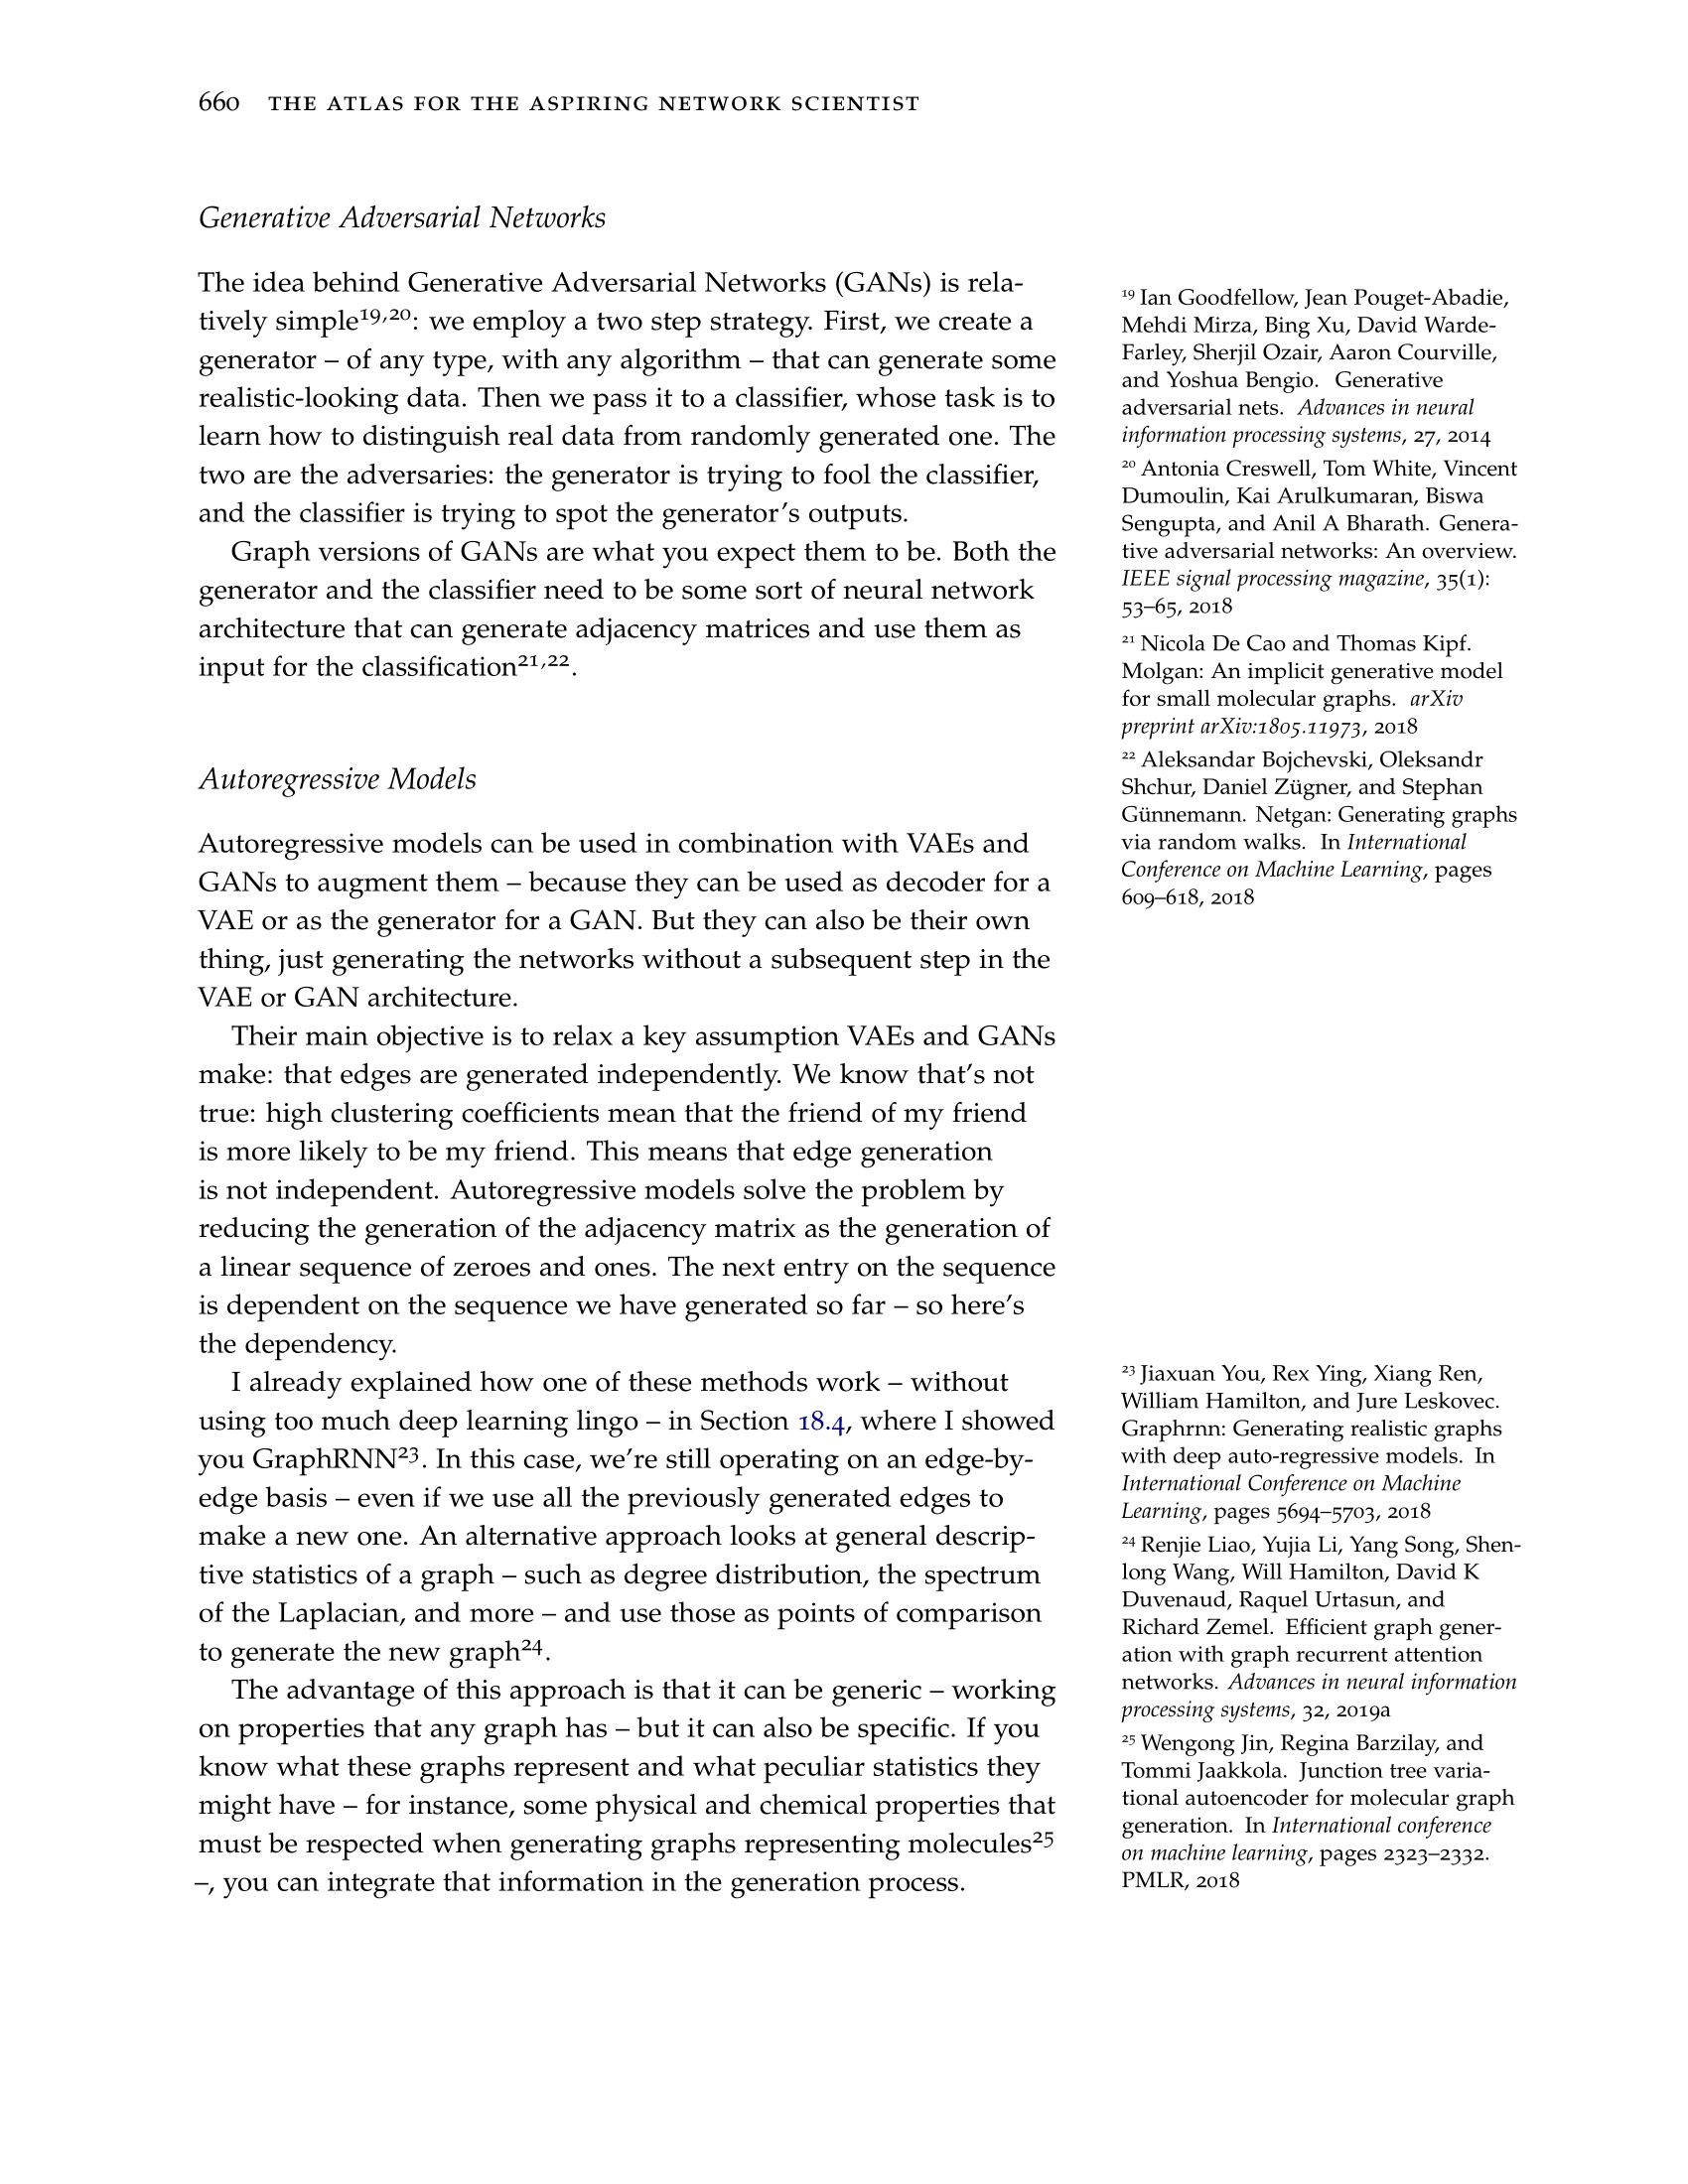 660 THE ATLAS FOR THE ASPIRING NETWORK SCIENTIST
Generative Adversarial Networks
The idea behind Generative Adversarial Networks (GANs) is rela-
tively simple19,20: we employ a two step strategy. First, we create a
generator – of any type, with any algorithm – that can generate some
realistic-looking data. Then we pass it to a classifier, whose task is to
learn how to distinguish real data from randomly generated one. The
two are the adversaries: the generator is trying to fool the classifier,
and the classifier is trying to spot the generator's outputs.
Graph versions of GANs are what you expect them to be. Both the
generator and the classifier need to be some sort of neural network
architecture that can generate adjacency matrices and use them as
input for the classification21,22.
Autoregressive Models
Autoregressive models can be used in combination with VAEs and
GANs to augment them – because they can be used as decoder for a
VAE or as the generator for a GAN. But they can also be their own
thing, just generating the networks without a subsequent step in the
VAE or GAN architecture.
Their main objective is to relax a key assumption VAEs and GANs
make: that edges are generated independently. We know that's not
true: high clustering coefficients mean that the friend of my friend
is more likely to be my friend. This means that edge generation
is not independent. Autoregressive models solve the problem by
reducing the generation of the adjacency matrix as the generation of
a linear sequence of zeroes and ones. The next entry on the sequence
is dependent on the sequence we have generated so far – so here's
the dependency.
I already explained how one of these methods work – without
using too much deep learning lingo – in Section 18.4, where I showed
you GraphRNN23. In this case, we're still operating on an edge-by-
edge basis – even if we use all the previously generated edges to
make a new one. An alternative approach looks at general descrip-
tive statistics of a graph – such as degree distribution, the spectrum
of the Laplacian, and more – and use those as points of comparison
to generate the new graph24.
The advantage of this approach is that it can be generic – working
on properties that any graph has – but it can also be specific. If you
know what these graphs represent and what peculiar statistics they
might have – for instance, some physical and chemical properties that
must be respected when generating graphs representing molecules25
–, you can integrate that information in the generation process.
19 Ian Goodfellow, Jean Pouget-Abadie,
Mehdi Mirza, Bing Xu, David Warde-
Farley, Sherjil Ozair, Aaron Courville,
and Yoshua Bengio. Generative
adversarial nets. Advances in neural
information processing systems, 27, 2014
20 Antonia Creswell, Tom White, Vincent
Dumoulin, Kai Arulkumaran, Biswa
Sengupta, and Anil A Bharath. Genera-
tive adversarial networks: An overview.
IEEE signal processing magazine, 35(1):
53–65, 2018
21 Nicola De Cao and Thomas Kipf.
Molgan: An implicit generative model
for small molecular graphs. arXiv
preprint arXiv:1805.11973, 2018
22 Aleksandar Bojchevski, Oleksandr
Shchur, Daniel Zügner, and Stephan
Günnemann. Netgan: Generating graphs
via random walks. In International
Conference on Machine Learning, pages
609–618, 2018
23 Jiaxuan You, Rex Ying, Xiang Ren,
William Hamilton, and Jure Leskovec.
Graphrnn: Generating realistic graphs
with deep auto-regressive models. In
International Conference on Machine
Learning, pages 5694–5703, 2018
24 Renjie Liao, Yujia Li, Yang Song, Shen-
long Wang, Will Hamilton, David K
Duvenaud, Raquel Urtasun, and
Richard Zemel. Efficient graph gener-
ation with graph recurrent attention
networks. Advances in neural information
processing systems, 32, 2019a
25 Wengong Jin, Regina Barzilay, and
Tommi Jaakkola. Junction tree varia-
tional autoencoder for molecular graph
generation. In International conference
on machine learning, pages 2323–2332.
PMLR, 2018